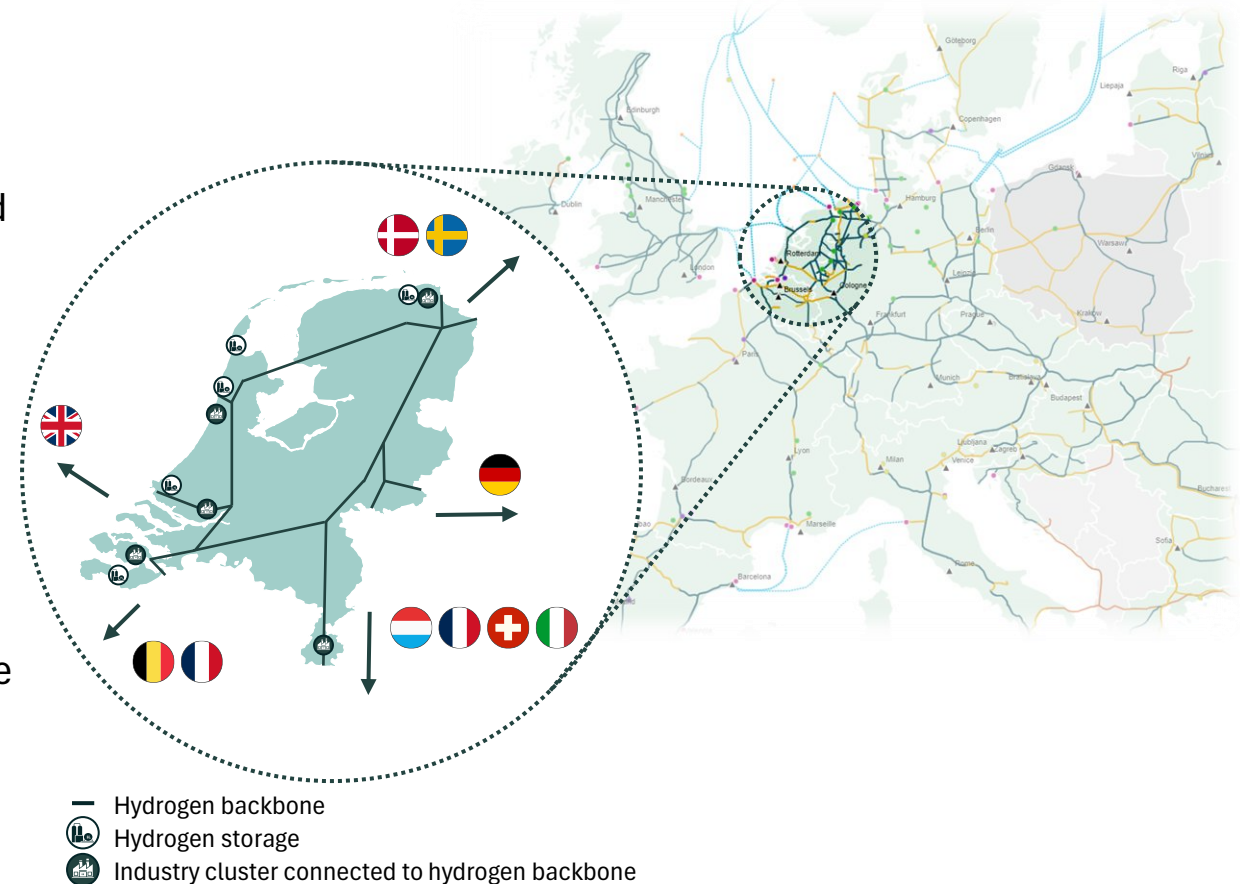 Göteborg
Riga
Liepaja
Edinburgh
Copenhagen
Vilnius
Gdansk
d
Dublin
Manchester
Hamburg
Berlin
Warsaw
Rotterdam
London
Leipzig
Brussels
Cologne
Frankfurt
Prague
Kraków
Paris
Munich
Bratislava
Budapest
Ljubljana
Zagreb
Lyon
Milan
Venice
Bordeaux
Bucharest
bao
Marseille
Sofia
Rome
Barcelona
e
Hydrogen backbone
Hydrogen storage
Industry cluster connected to hydrogen backbone